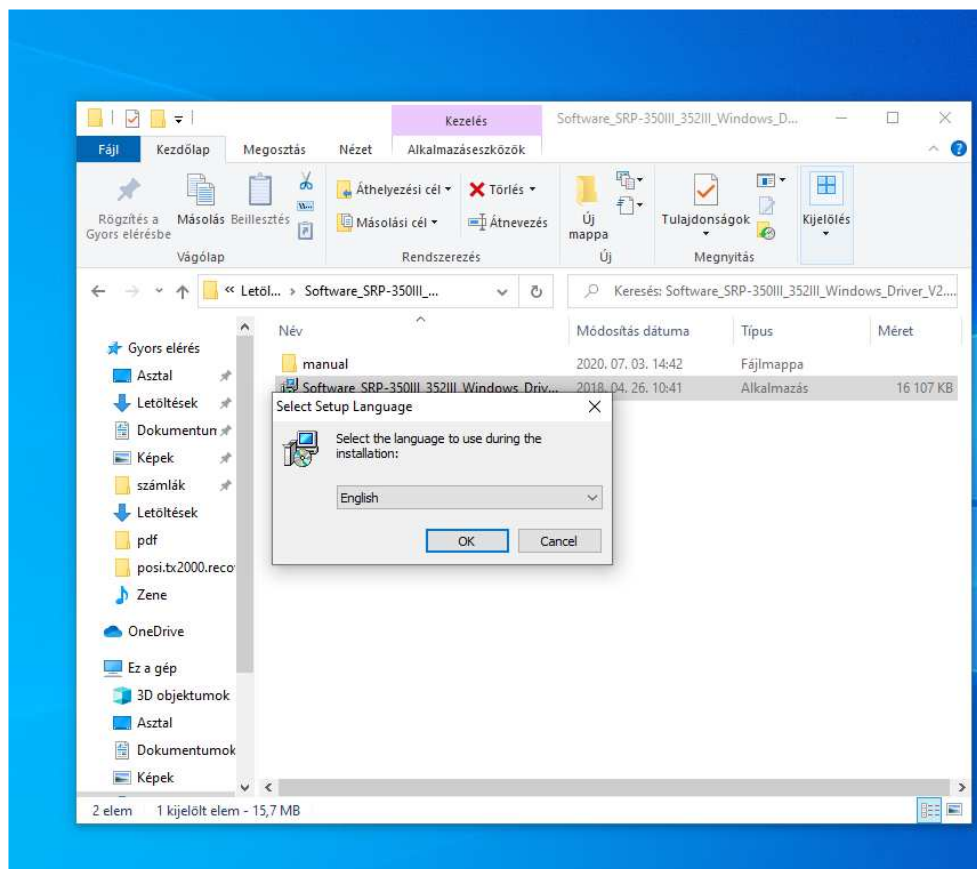 Kezelés
Software_SRP-350III_352III_Windows_D...
Fájl Kezdőlap Megosztás Nézet Alkalmazáseszközök
Rögzítés a Gyors elérésbe
Másolás
Beillesztés
Áthelyezési cél
Másolási cél
Törlés
Átnevezés
Új mappa
Tulajdonságok
Kijelölés
Vágólap Rendszerezés Új Megnyitás
« Letöl... › Software_SRP-350III_...
Keresés: Software_SRP-350III_352III_Windows_Driver_V2....
Név Módosítás dátuma Típus Méret
manual 2020. 07. 03. 14:42 Fájlmappa
Software_SRP-350III_352III_Windows_Driv... 2018. 04. 26. 10:41 Alkalmazás 16 107 KB
Gyors elérés
Asztal
Letöltések
Dokumentum
Képek
számlák
Letöltések
pdf
posi.tx2000.reco
Zene
OneDrive
Ez a gép
3D objektumok
Asztal
Dokumentumok
Képek
Select Setup Language
Select the language to use during the
installation:
English
OK Cancel
2 elem 1 kijelölt elem - 15,7 MB